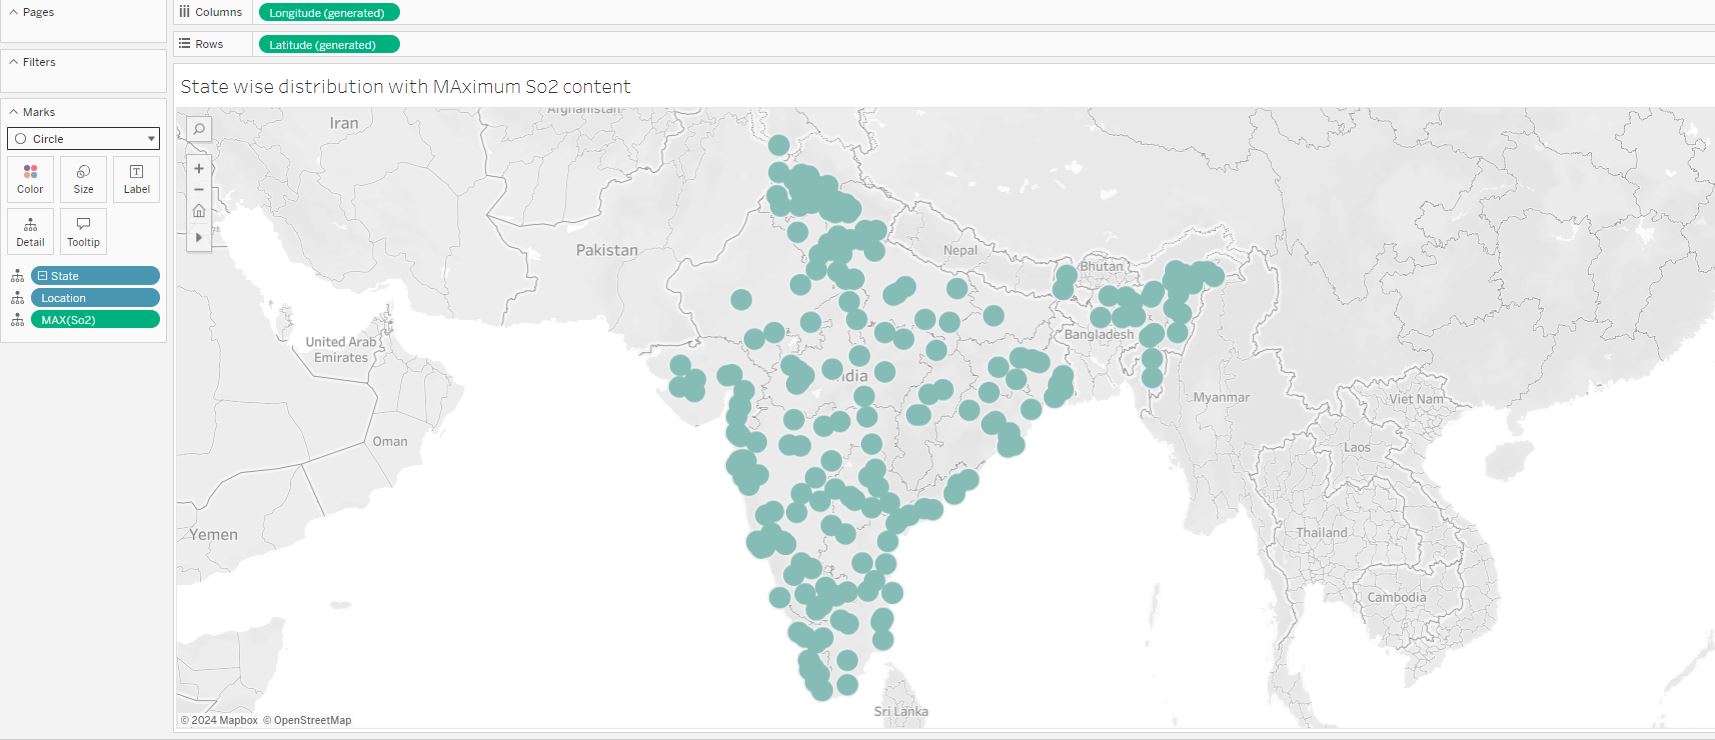 Pages
Columns
Longitude (generated)
Rows
Latitude (generated)
Filters
Marks
Circle
Color
Size
Label
Detail
Tooltip
State
Location
MAX(So2)
State wise distribution with MAximum So2 content
Iran
Afghanistan
Pakistan
Nepal
Bhutan
United Arab
Emirates
Bangladesh
India
Oman
Myanmar
Viet Nam
Laos
Yemen
Thailand
Cambodia
Sri Lanka
© 2024 Mapbox © OpenStreetMap